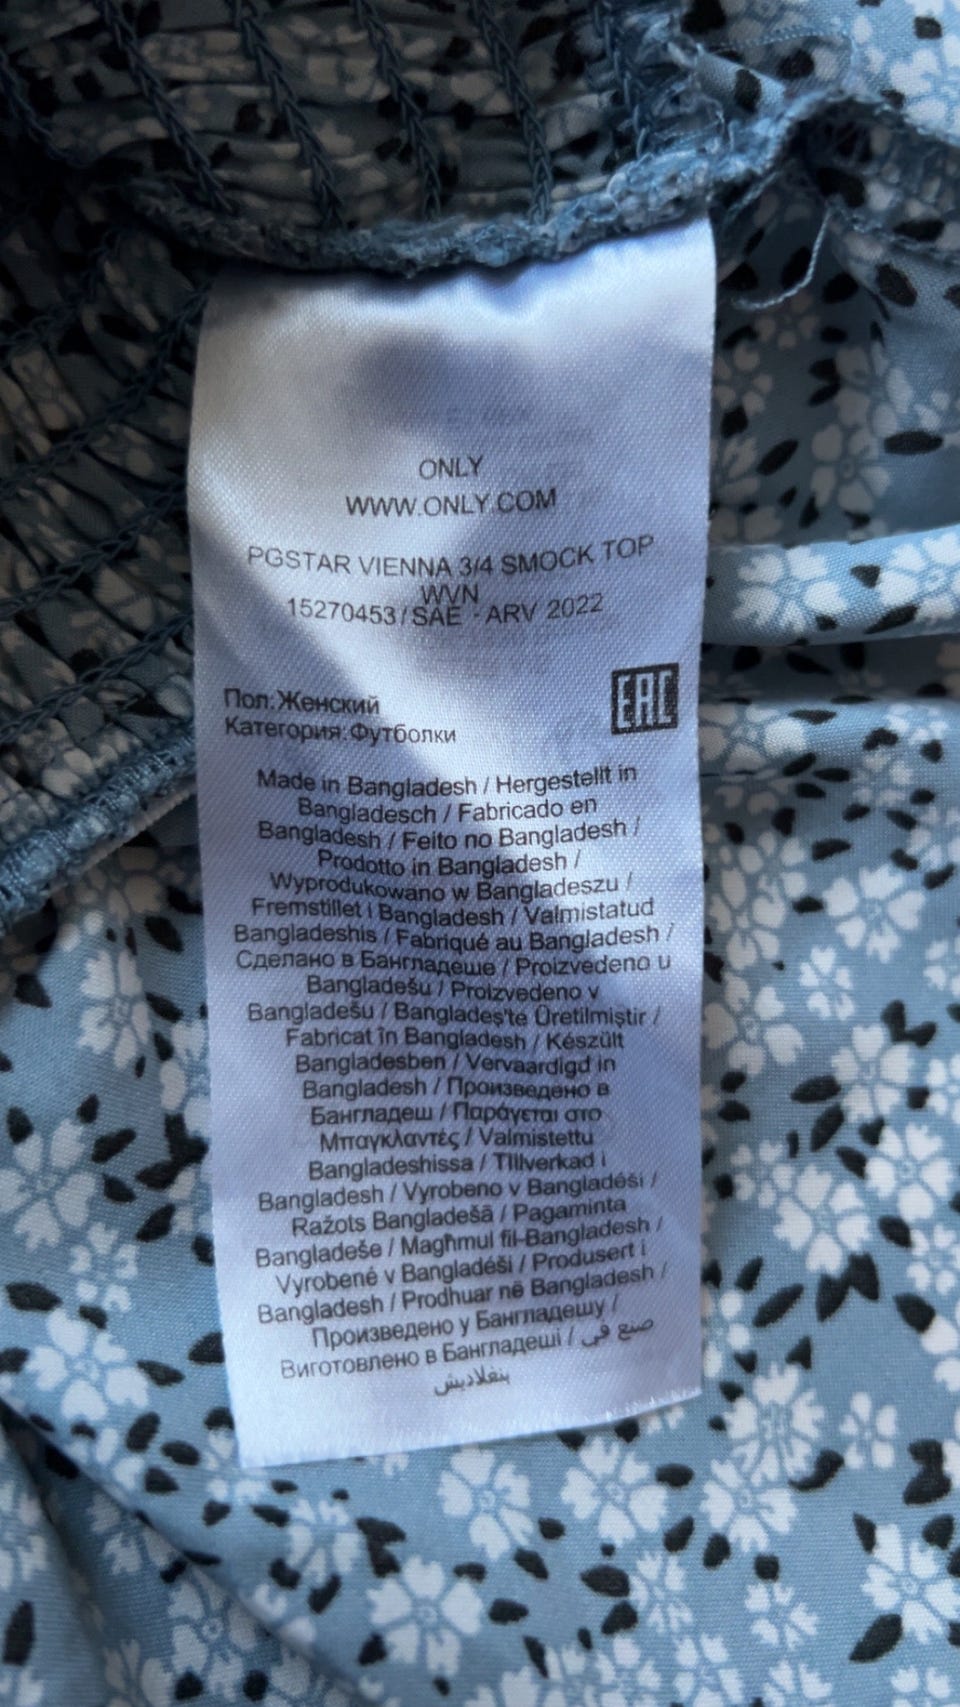 ONLY
WWW.ONLY.COM
PGSTAR VIENNA 3/4 SMOCK TOP
WVN
15270453/SAE - ARV 2022
Пол:Женский
Категория:Футболки
EAC
Made in Bangladesh / Hergestellt in
Bangladesch / Fabricado en
Bangladesh / Feito no Bangladesh /
Prodotto in Bangladesh /
Wyprodukowano w Bangladeszu /
Fremstillet i Bangladesh / Valmistatud
Bangladeshis / Fabriqué au Bangladesh /
Сделано в Бангладеше / Proizvedeno u
Bangladešu / Proizvedeno v
Bangladešu / Bangladeş'te Üretilmiştir /
Fabricat în Bangladesh / Készült
Bangladesben / Vervaardigd in
Bangladesh / Произведено в
Бангладеш / Παράγεται στο
Μπαγκλαντές / Valmistettu
Bangladeshissa / Tillverkad i
Bangladesh / Vyrobeno v Bangladéši /
Ražots Bangladešā / Pagaminta
Bangladeše / Magħmul fil-Bangladesh /
Vyrobené v Bangladéši / Produsert i
Bangladesh / Prodhuar në Bangladesh /
Произведено у Бангладешу /
Виготовлено в Бангладеші / صنع في
بنغلاديش